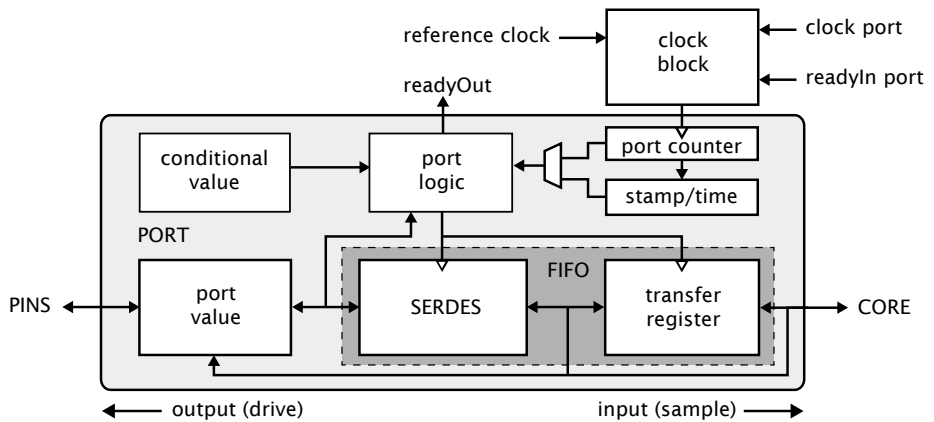 reference clock
clock
block
clock port
readyIn port
readyOut
conditional
value
port
logic
port counter
stamp/time
PORT
FIFO
PINS
port
value
SERDES
transfer
register
CORE
output (drive)
input (sample)